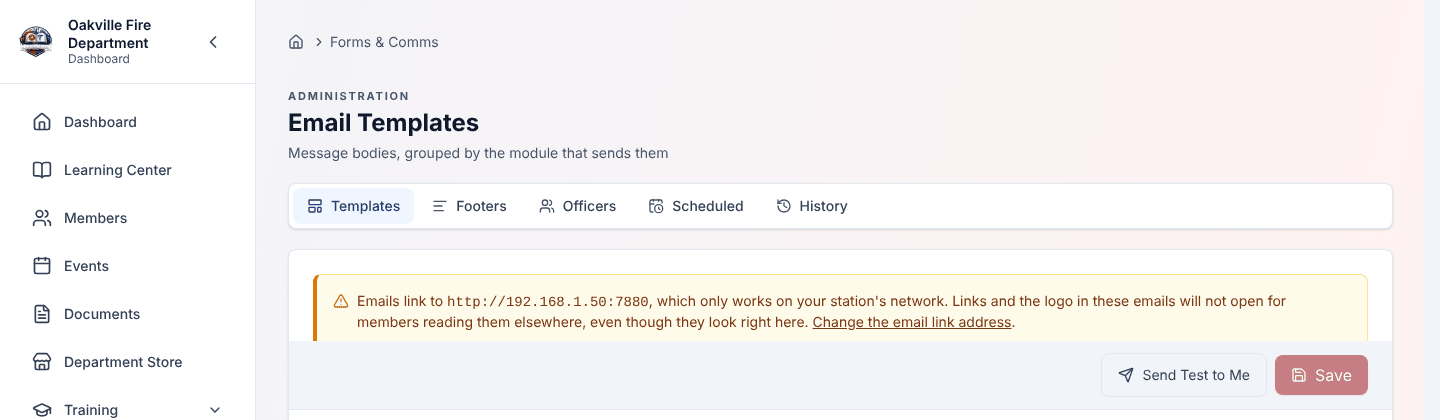 Oakville Fire
Department
Dashboard
Dashboard
Learning Center
Members
Events
Documents
Department Store
Training
Forms & Comms
ADMINISTRATION
Email Templates
Message bodies, grouped by the module that sends them
Templates
Footers
Officers
Scheduled
History
Emails link to http://192.168.1.50:7880, which only works on your station's network. Links and the logo in these emails will not open for
members reading them elsewhere, even though they look right here. Change the email link address.
Send Test to Me
Save